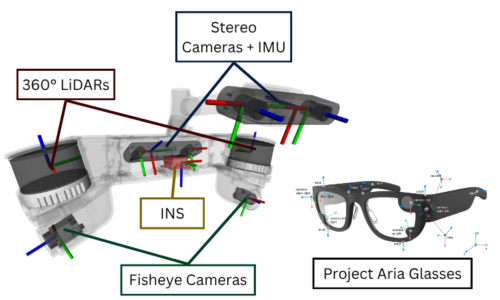 Stereo
Cameras + IMU
360° LiDARs
INS
Fisheye Cameras
Project Aria Glasses